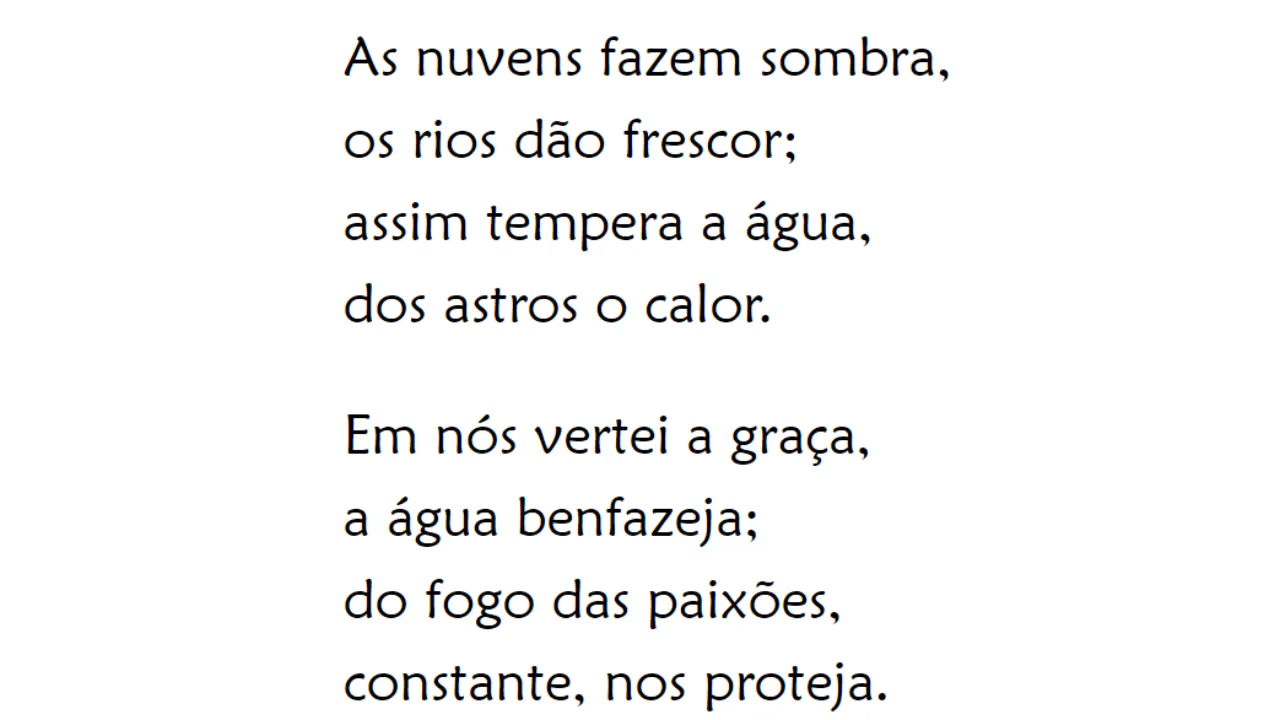 As nuvens fazem sombra,
os rios dão frescor;
assim tempera a água,
dos astros o calor.
Em nós vertei a graça,
a água benfazeja;
do fogo das paixões,
constante, nos proteja.